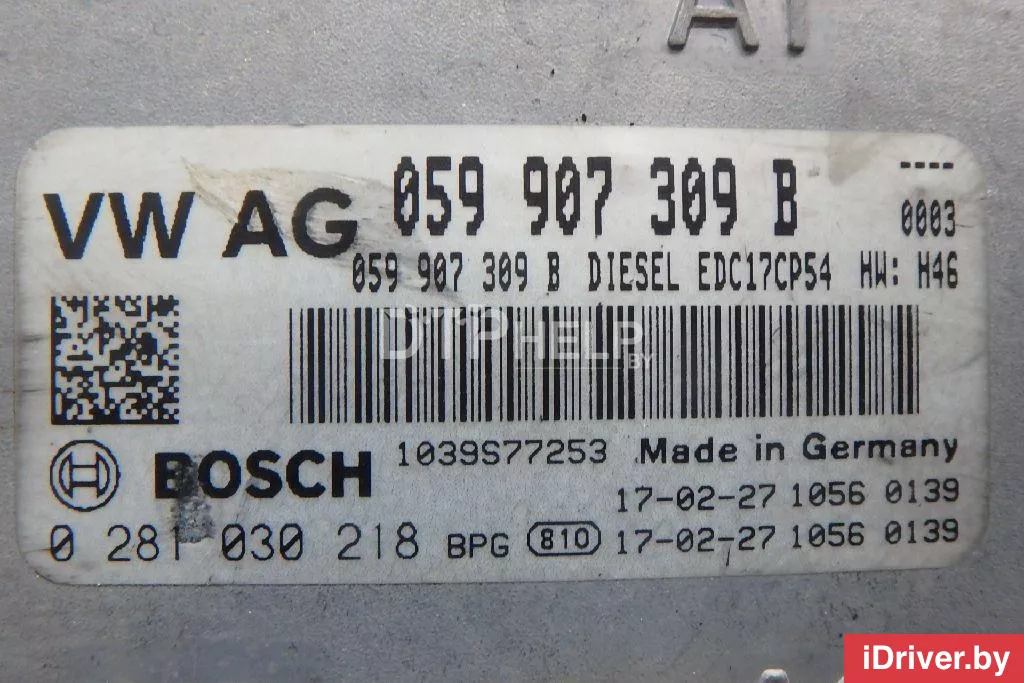 AI
VW AG 059 907 309 B ----
0003
059 907 309 B DIESEL EDC17CP54 HW: H46
DTPHELP.BY
BOSCH 1039S77253 Made in Germany
17-02-27 1056 0139
0 281 030 218 BPG 810 17-02-27 1056 0139
iDriver.by